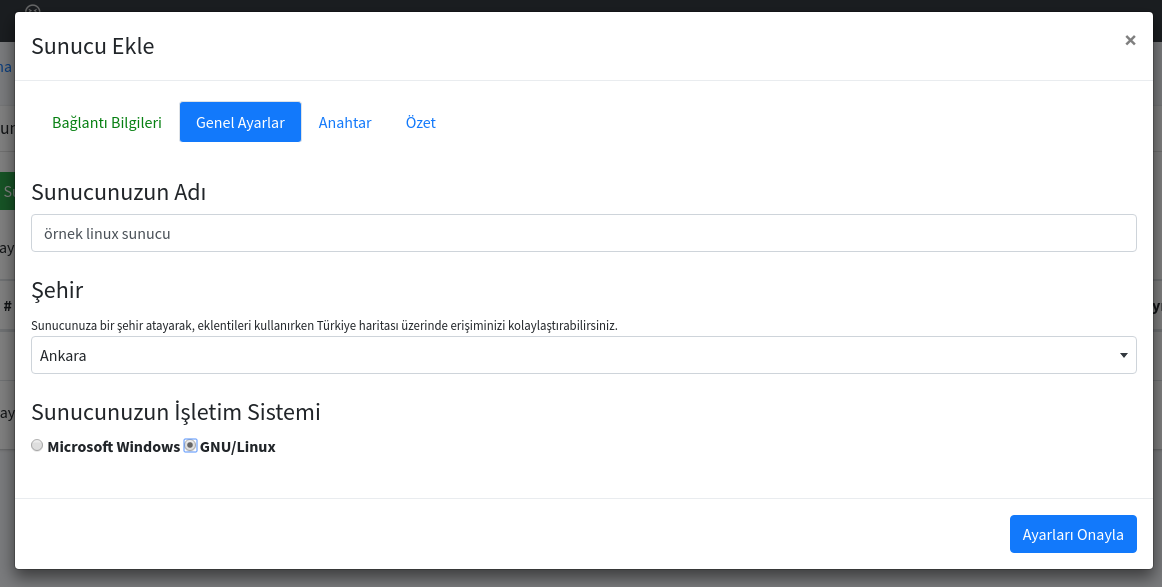 Sunucu Ekle ×
Bağlantı Bilgileri Genel Ayarlar Anahtar Özet
Sunucunuzun Adı
örnek linux sunucu
Şehir
Sunucunuza bir şehir atayarak, eklentileri kullanırken Türkiye haritası üzerinde erişiminizi kolaylaştırabilirsiniz.
Ankara
#
Sunucunuzun İşletim Sistemi
Microsoft Windows GNU/Linux
Ayarları Onayla